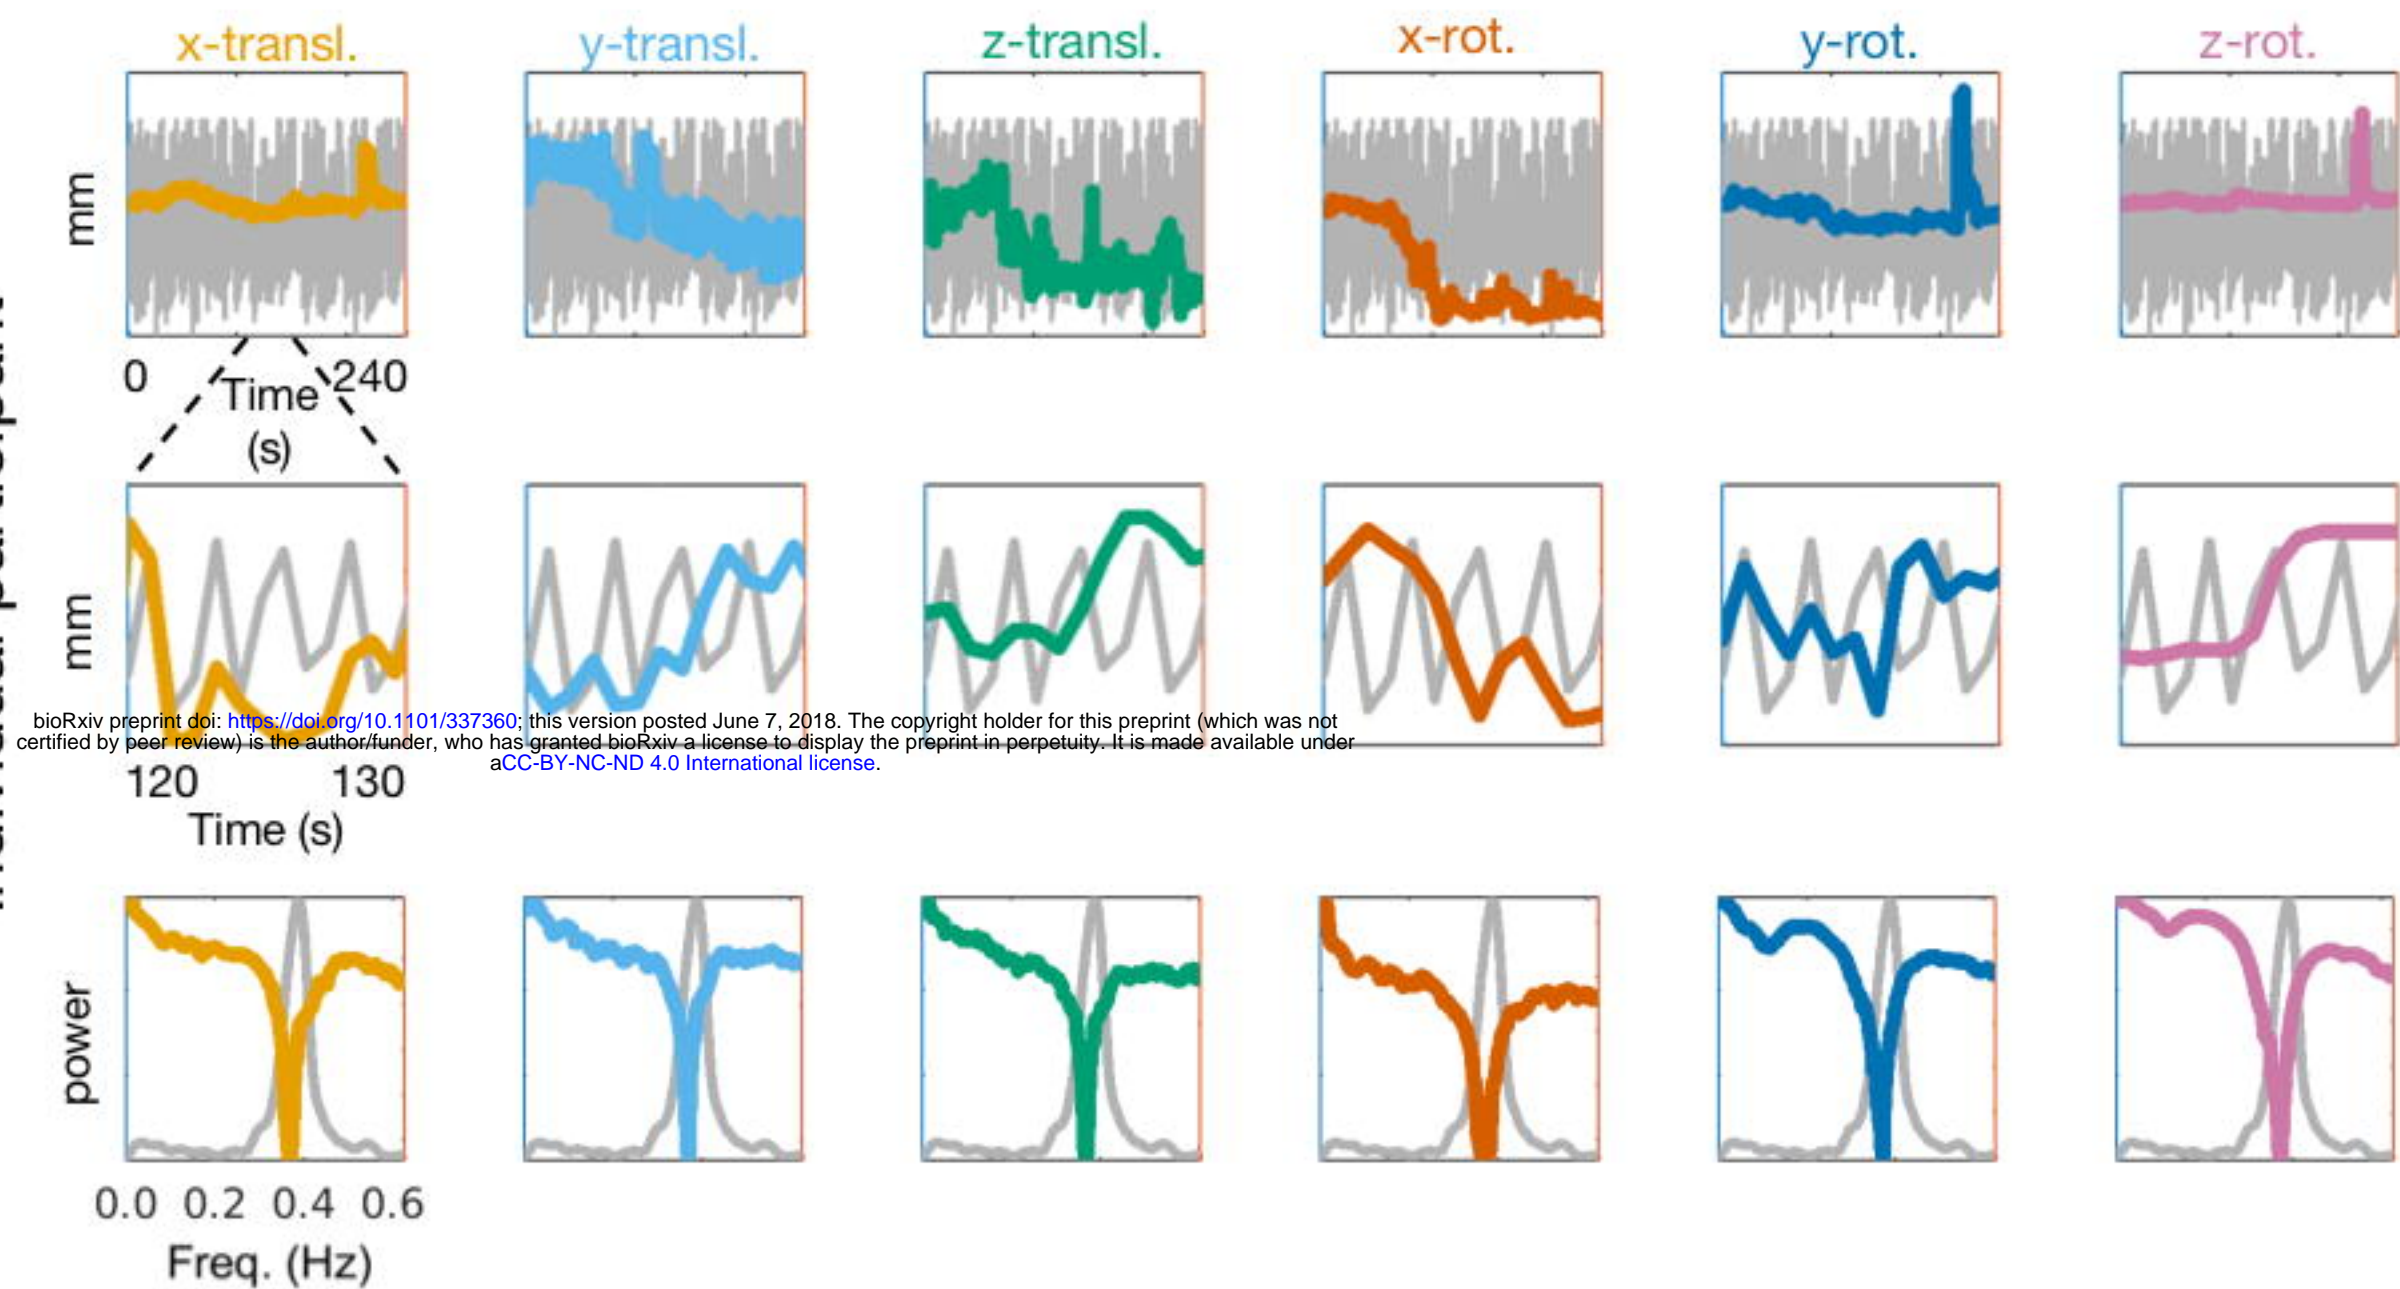 x-transl. y-transl. z-transl. x-rot. y-rot. z-rot.
mm
0 240
Time
(s)
mm
bioRxiv preprint doi: https://doi.org/10.1101/337360; this version posted June 7, 2018. The copyright holder for this preprint (which was not
certified by peer review) is the author/funder, who has granted bioRxiv a license to display the preprint in perpetuity. It is made available under
aCC-BY-NC-ND 4.0 International license.
120 130
Time (s)
power
0.0 0.2 0.4 0.6
Freq. (Hz)